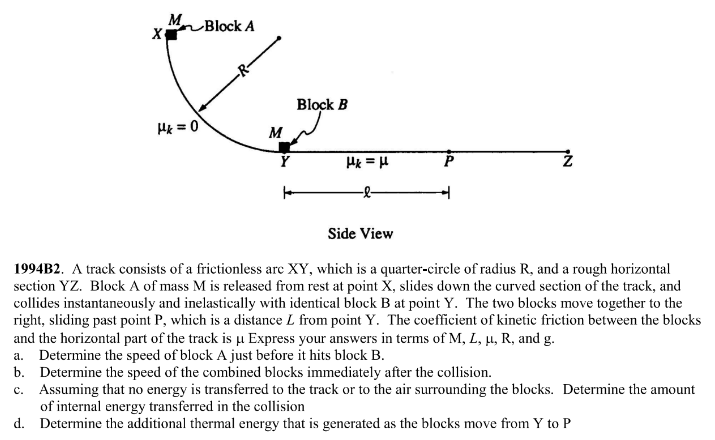 M
Block A
X
R
Block B
μk = 0
M
Y
μk = μ
P
Z
ℓ
Side View
1994B2. A track consists of a frictionless arc XY, which is a quarter-circle of radius R, and a rough horizontal
section YZ. Block A of mass M is released from rest at point X, slides down the curved section of the track, and
collides instantaneously and inelastically with identical block B at point Y. The two blocks move together to the
right, sliding past point P, which is a distance L from point Y. The coefficient of kinetic friction between the blocks
and the horizontal part of the track is μ Express your answers in terms of M, L, μ, R, and g.
a. Determine the speed of block A just before it hits block B.
b. Determine the speed of the combined blocks immediately after the collision.
c. Assuming that no energy is transferred to the track or to the air surrounding the blocks. Determine the amount
of internal energy transferred in the collision
d. Determine the additional thermal energy that is generated as the blocks move from Y to P